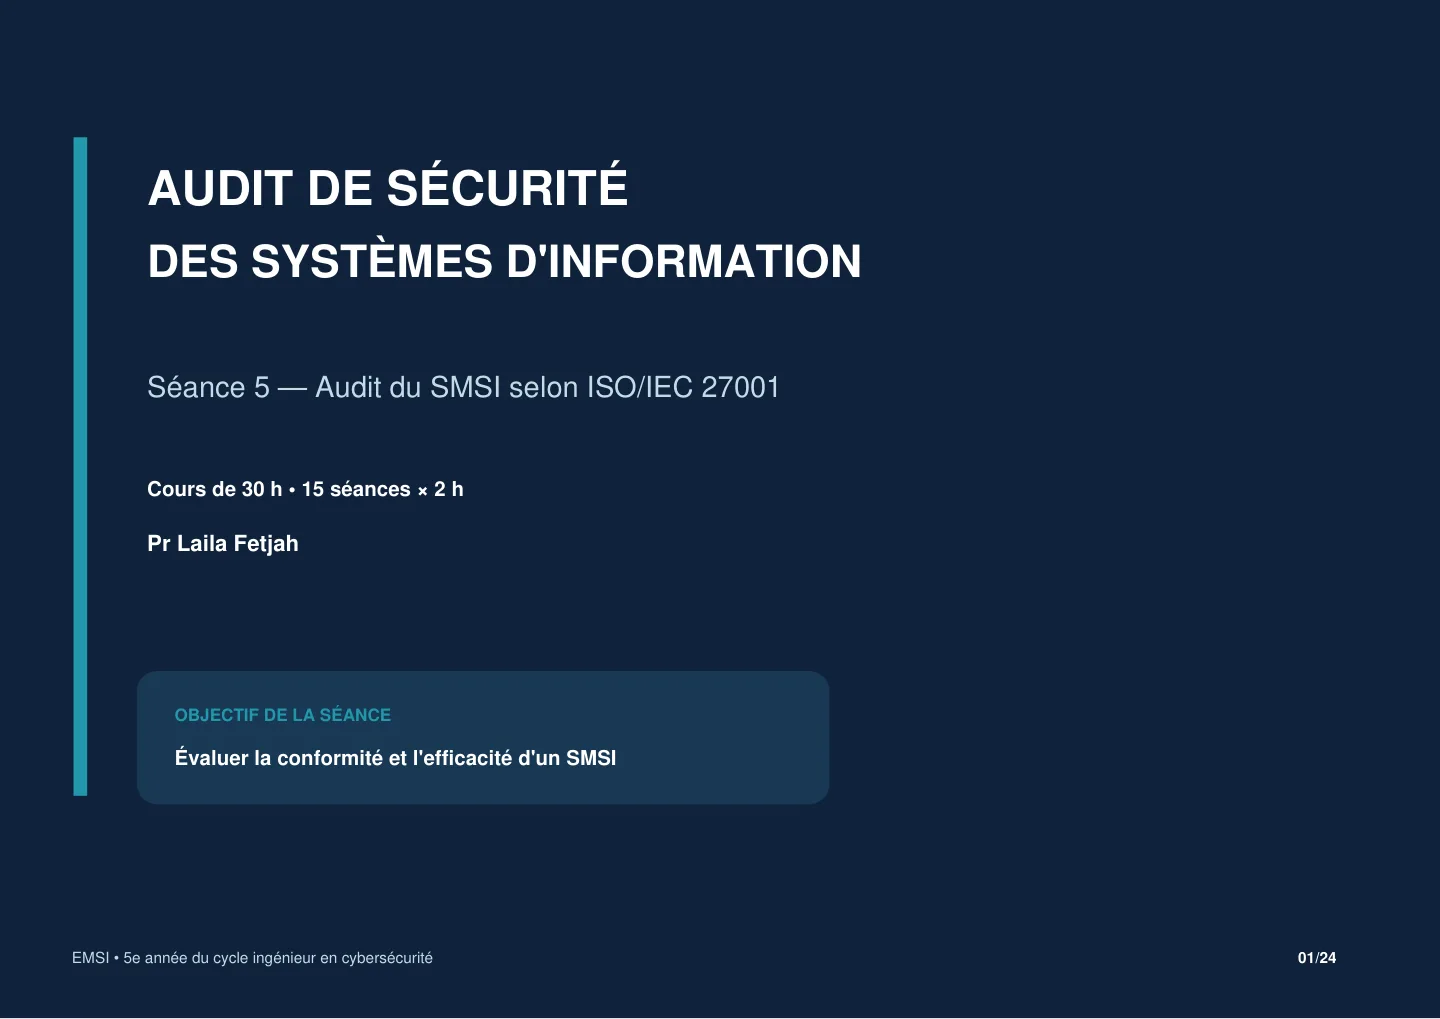 AUDIT DE SÉCURITÉ
DES SYSTÈMES D'INFORMATION
Séance 5 — Audit du SMSI selon ISO/IEC 27001
Cours de 30 h • 15 séances × 2 h
Pr Laila Fetjah
OBJECTIF DE LA SÉANCE
Évaluer la conformité et l'efficacité d'un SMSI
EMSI • 5e année du cycle ingénieur en cybersécurité
01/24